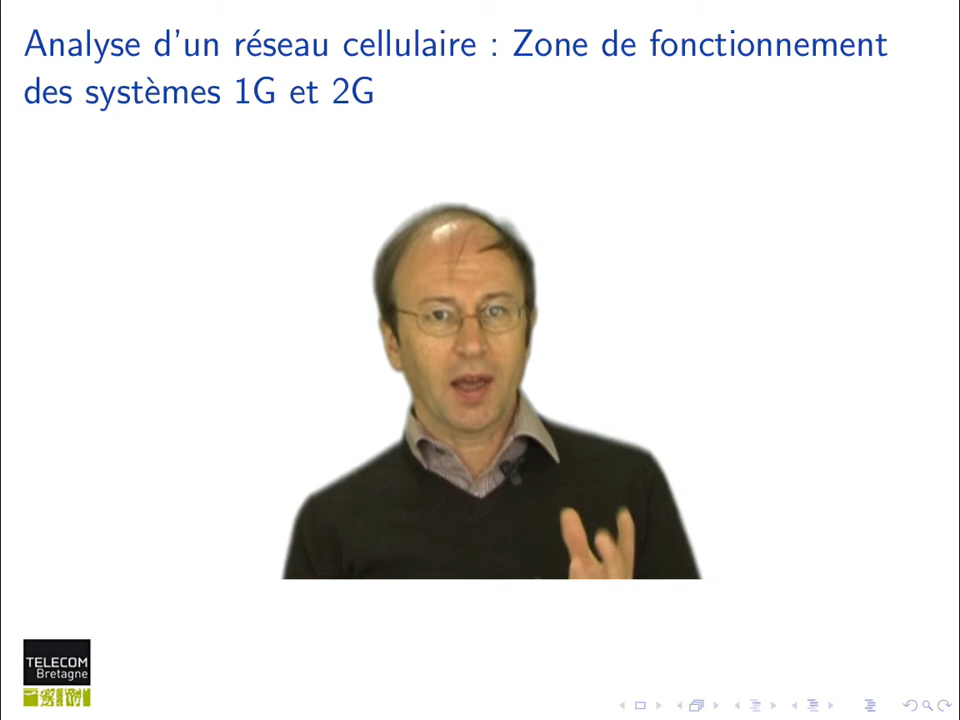 Analyse d'un réseau cellulaire : Zone de fonctionnement
des systèmes 1G et 2G
TELECOM
Bretagne